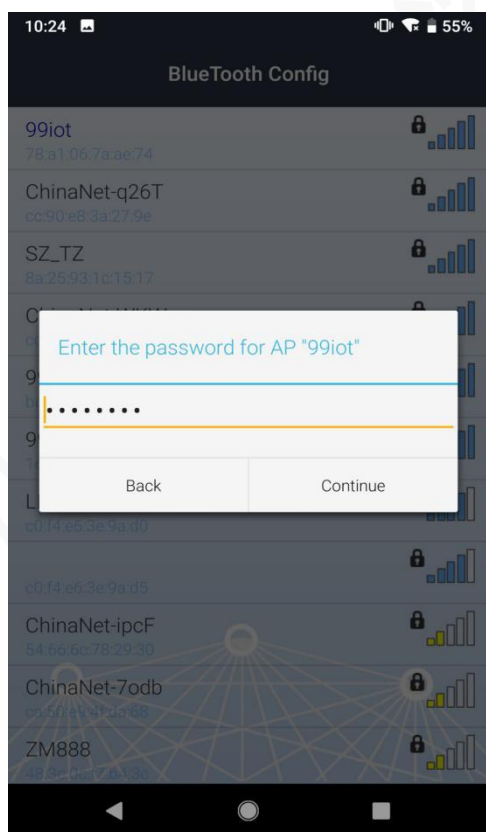 10:24
55%
BlueTooth Config
99iot
78:a1:06:7a:ae:74
ChinaNet-q26T
cc:90:e8:3a:27:9e
SZ_TZ
8a:25:93:1c:15:17
Enter the password for AP "99iot"
••••••••
Back
Continue
c0:f4:e6:3e:9a:d0
c0:f4:e6:3e:9a:d5
ChinaNet-ipcF
54:66:6c:78:29:30
ChinaNet-7odb
ZM888